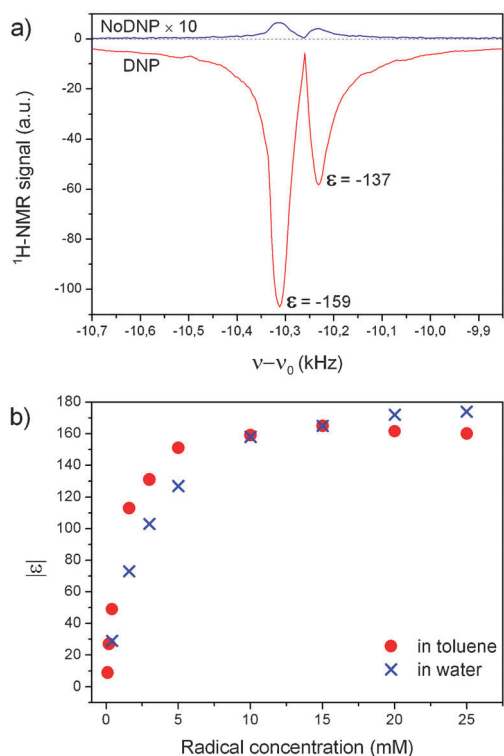 a)
NoDNP × 10
DNP
0
-20
-40
-60
-80
-100
¹H-NMR signal (a.u.)
ε = -137
ε = -159
-10,7 -10,6 -10,5 -10,4 -10,3 -10,2 -10,1 -10,0 -9,9
ν−ν₀ (kHz)
b)
180
160
140
120
100
80
60
40
20
0
|ε|
in toluene
in water
0 5 10 15 20 25
Radical concentration (mM)